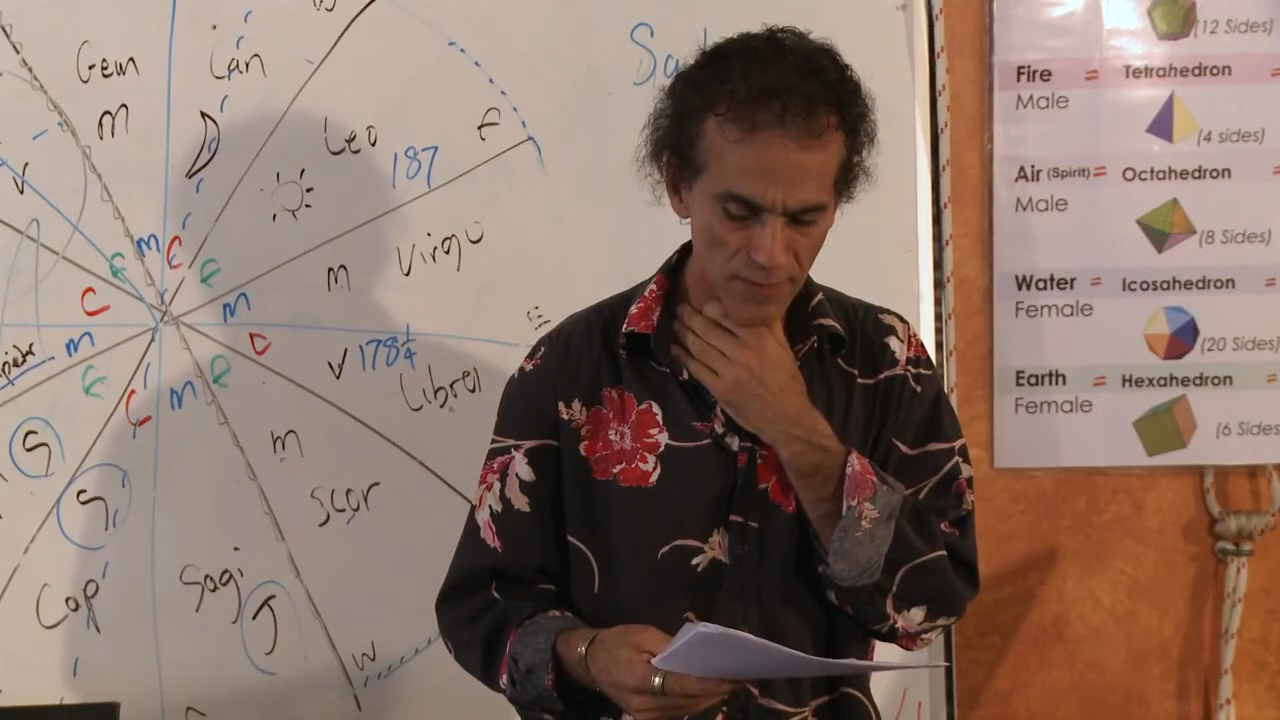 Gem
Can
m
Leo
187
E
Virgo
m
v
m
C
E
C
E
m
m
C
E
E
m
C
v 178¼
Libra
E
m
Scor
S
S
Cap
Sagi
J
W
(12 Sides)
Fire = Tetrahedron =
Male
(4 sides)
Air (Spirit) = Octahedron =
Male
(8 Sides)
Water = Icosahedron =
Female
(20 Sides)
Earth = Hexahedron =
Female
(6 Sides